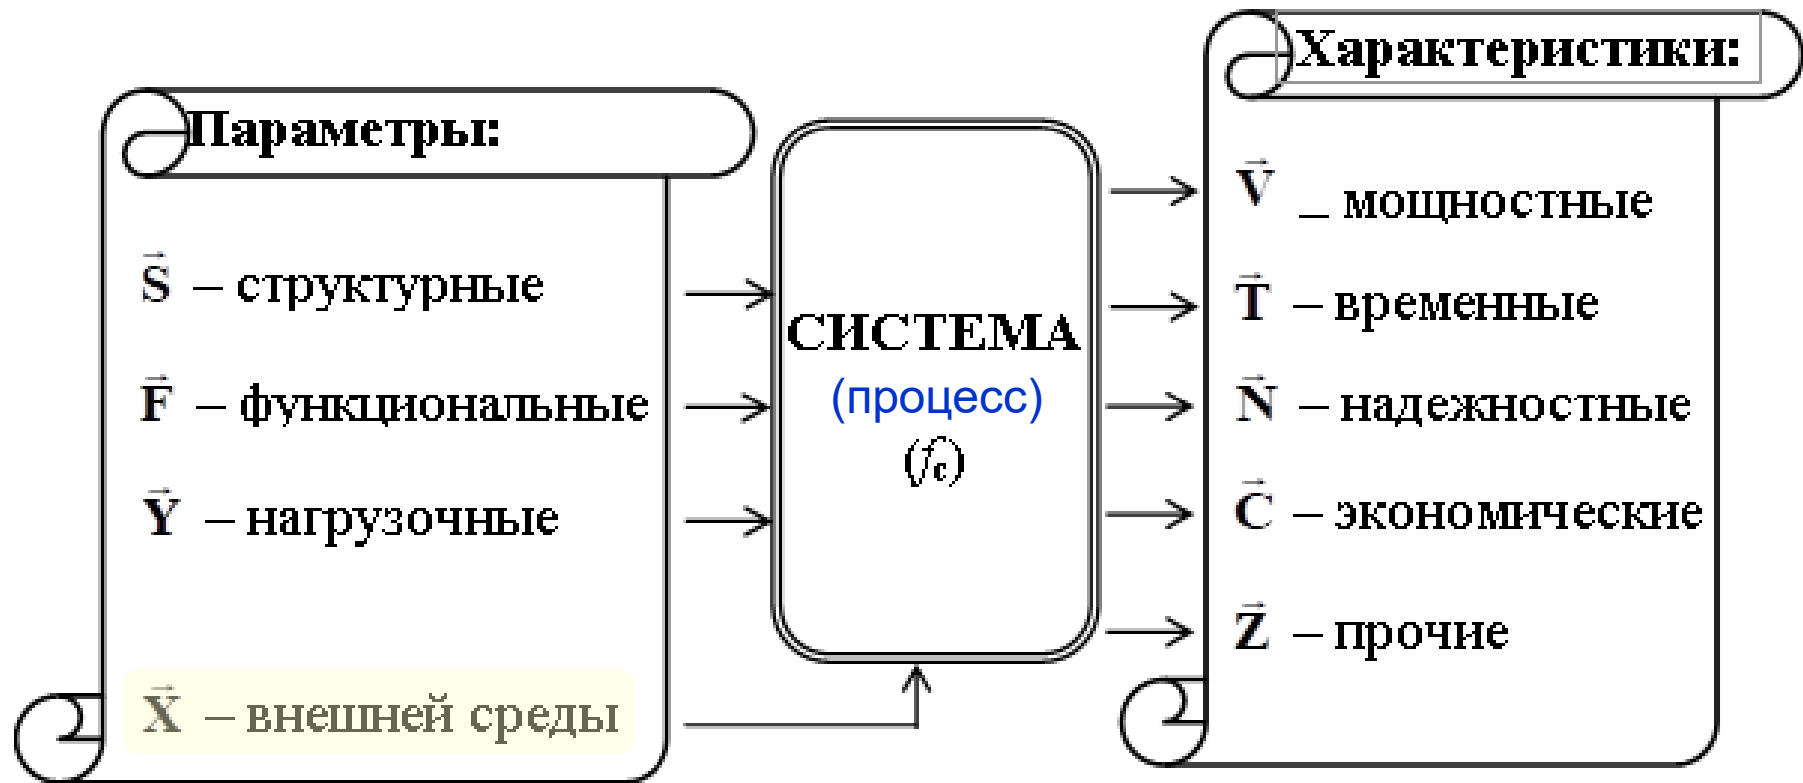 Параметры:
S⃗ – структурные
F⃗ – функциональные
Y⃗ – нагрузочные
X⃗ – внешней среды
СИСТЕМА
(процесс)
(fc)
Характеристики:
V⃗ – мощностные
T⃗ – временные
N⃗ – надежностные
C⃗ – экономические
Z⃗ – прочие